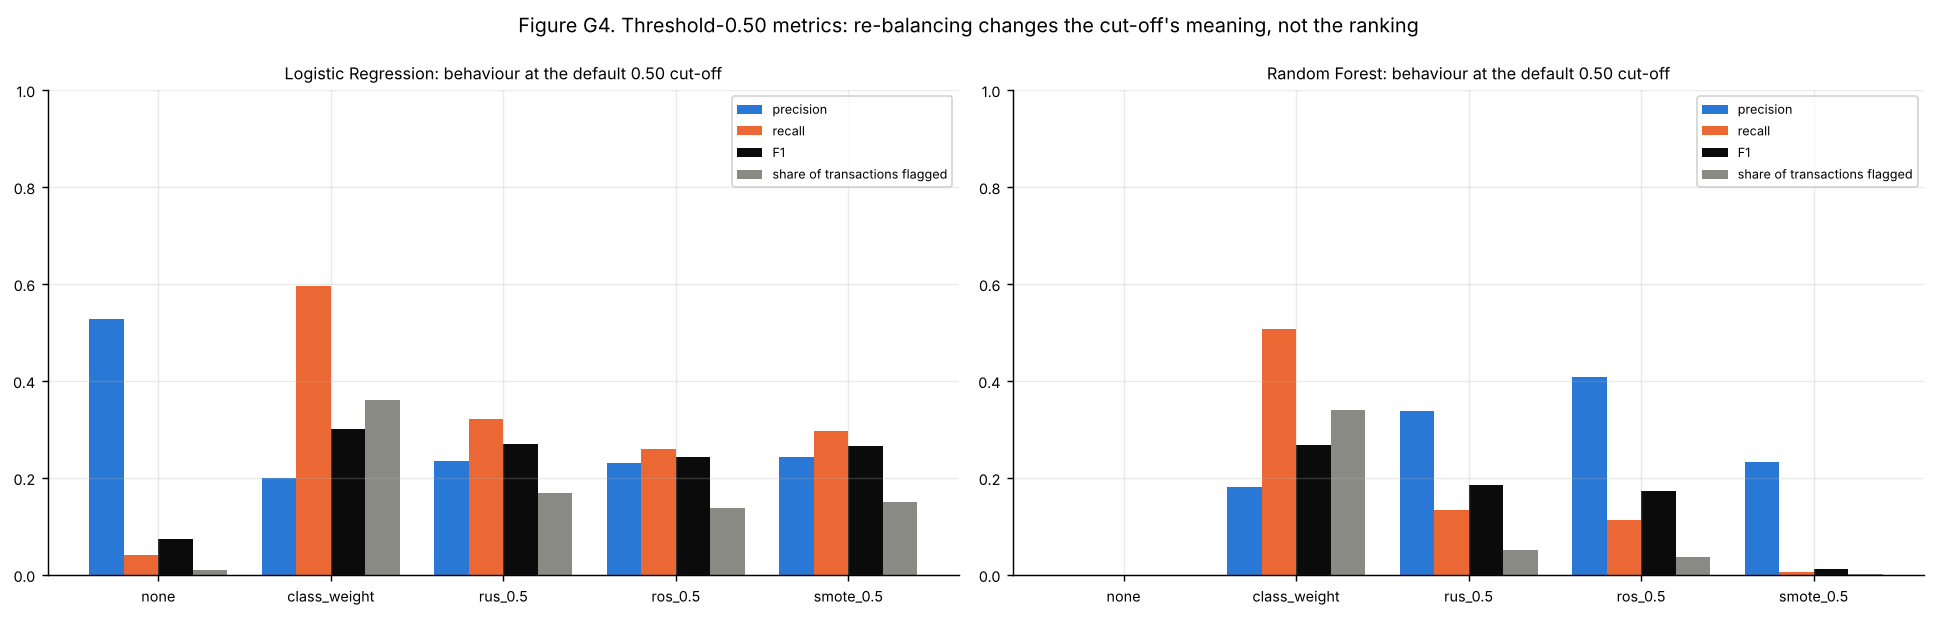 Figure G4. Threshold-0.50 metrics: re-balancing changes the cut-off's meaning, not the ranking
Logistic Regression: behaviour at the default 0.50 cut-off
1.0
0.8
0.6
0.4
0.2
0.0
precision
recall
F1
share of transactions flagged
none
class_weight
rus_0.5
ros_0.5
smote_0.5
Random Forest: behaviour at the default 0.50 cut-off
1.0
0.8
0.6
0.4
0.2
0.0
precision
recall
F1
share of transactions flagged
none
class_weight
rus_0.5
ros_0.5
smote_0.5